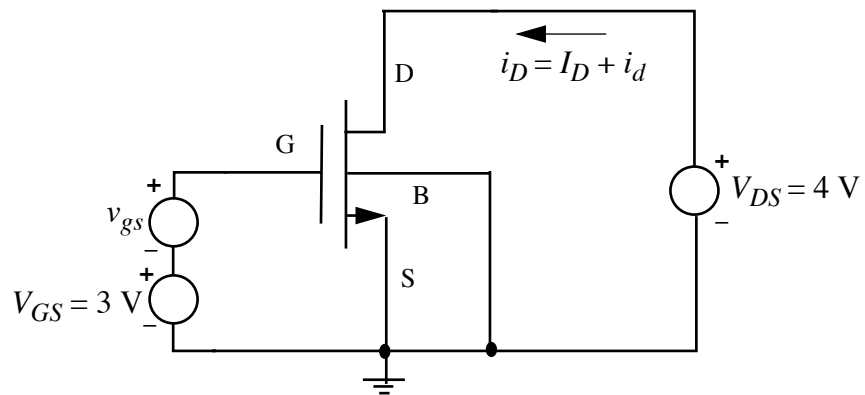 D
i_D = I_D + i_d
G
B
S
+
v_gs
−
+
V_GS = 3 V
−
+
V_DS = 4 V
−